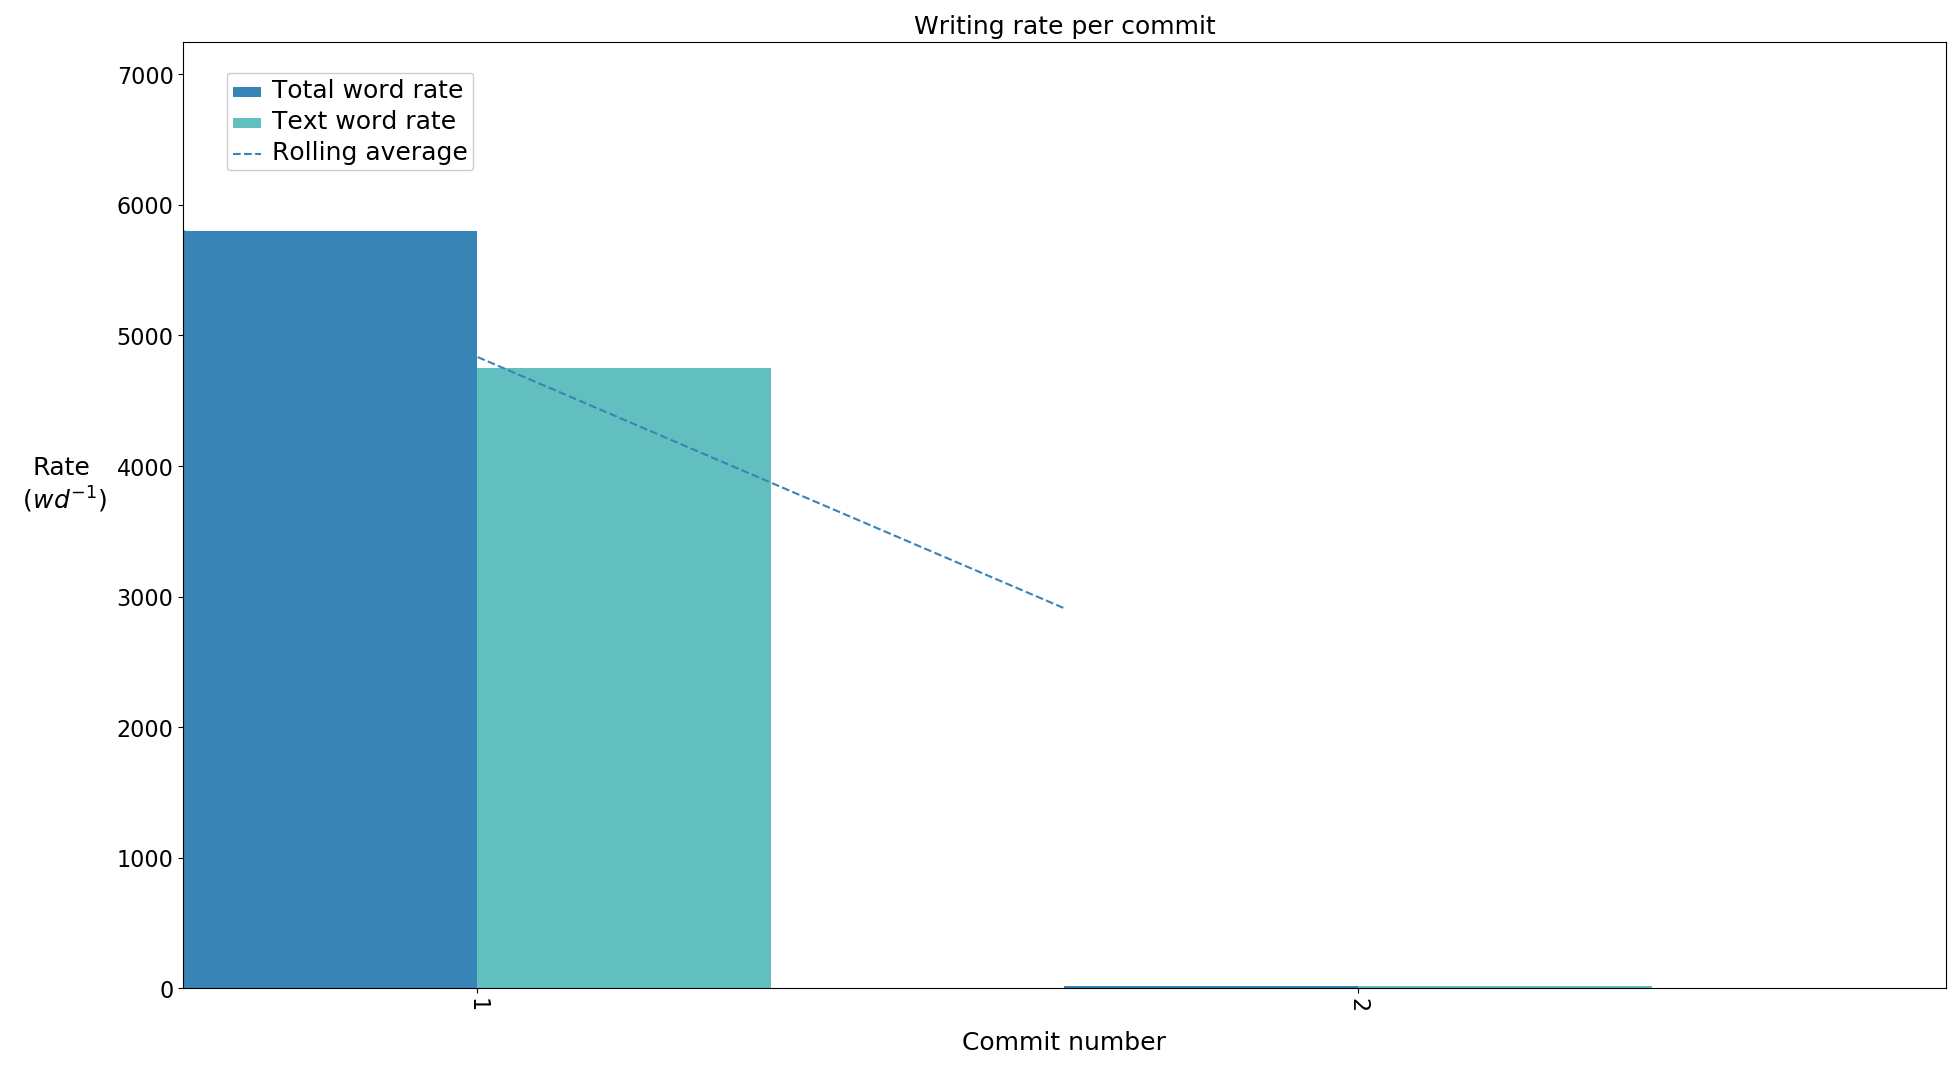 Writing rate per commit
7000
6000
5000
4000
3000
2000
1000
0
Total word rate
Text word rate
Rolling average
Rate
(wd⁻¹)
1
2
Commit number